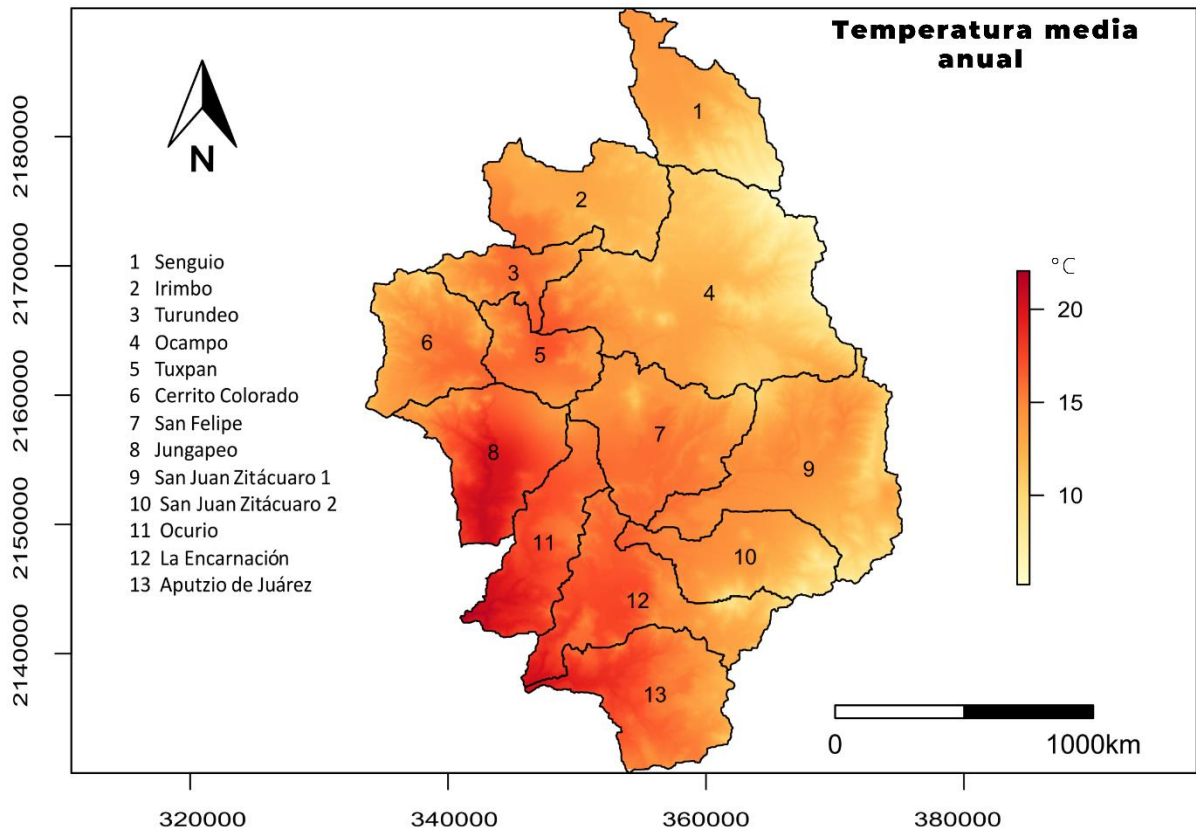 Temperatura media
anual
N
1 Senguio
2 Irimbo
3 Turundeo
4 Ocampo
5 Tuxpan
6 Cerrito Colorado
7 San Felipe
8 Jungapeo
9 San Juan Zitácuaro 1
10 San Juan Zitácuaro 2
11 Ocurio
12 La Encarnación
13 Aputzio de Juárez
1
2
3
4
5
6
7
8
9
10
11
12
13
°C
20
15
10
0 1000km
2180000
2170000
2160000
2150000
2140000
320000 340000 360000 380000